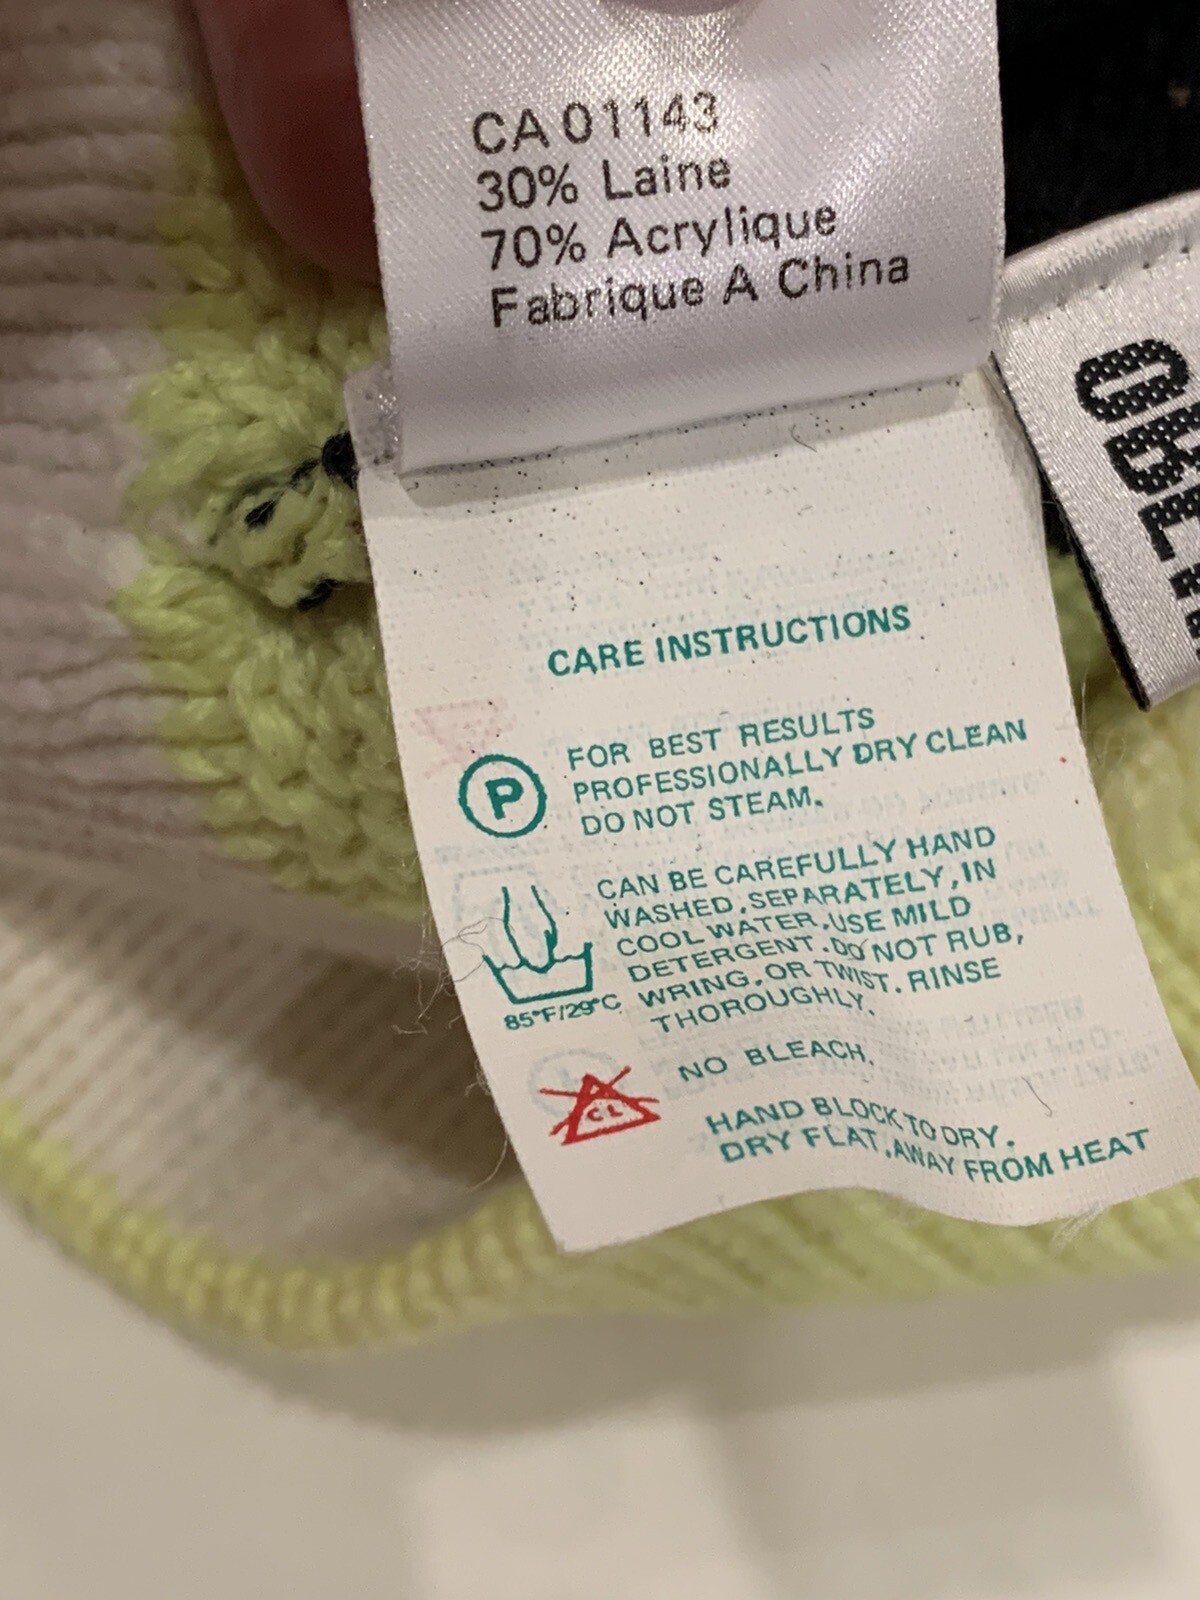 CA 01143
30% Laine
70% Acrylique
Fabrique A China
CARE INSTRUCTIONS
P
FOR BEST RESULTS
PROFESSIONALLY DRY CLEAN
DO NOT STEAM.
CAN BE CAREFULLY HAND
WASHED,SEPARATELY,IN
COOL WATER.USE MILD
DETERGENT.DO NOT RUB,
WRING,OR TWIST. RINSE
THOROUGHLY.
85°F/29°C
NO BLEACH.
CL
HAND BLOCK TO DRY.
DRY FLAT,AWAY FROM HEAT